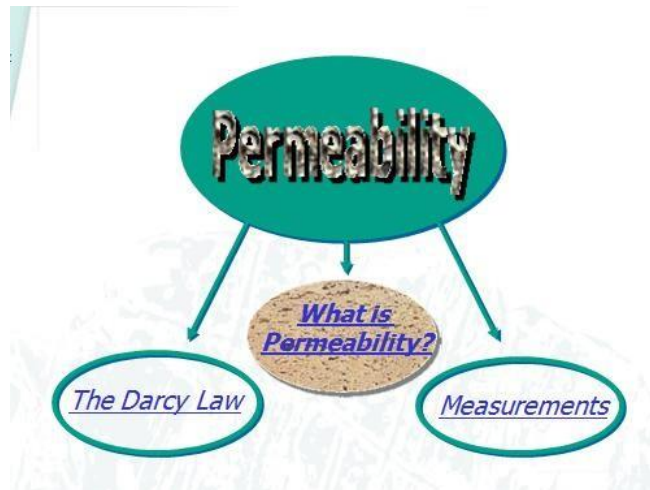 Permeability
What is
Permeability?
The Darcy Law
Measurements